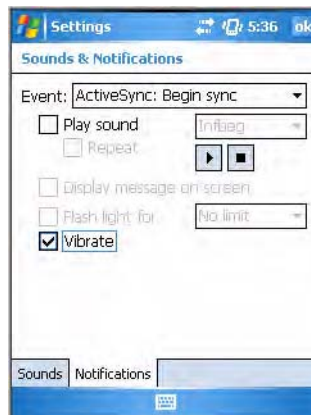 Settings 5:36 ok
Sounds & Notifications
Event: ActiveSync: Begin sync
Play sound InfBeg
Repeat
Display message on screen
Flash light for No limit
Vibrate
Sounds Notifications